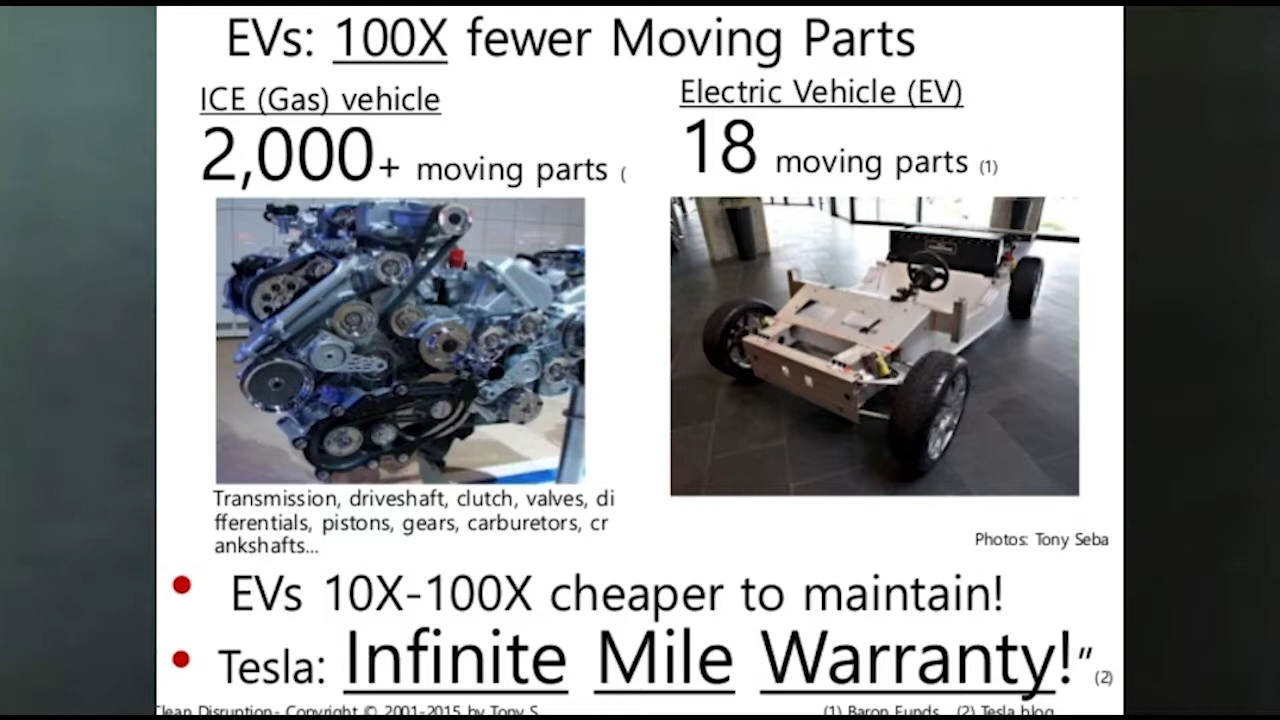 EVs: 100X fewer Moving Parts
ICE (Gas) vehicle
2,000+ moving parts (
Electric Vehicle (EV)
18 moving parts (1)
Transmission, driveshaft, clutch, valves, di
fferentials, pistons, gears, carburetors, cr
ankshafts...
Photos: Tony Seba
• EVs 10X-100X cheaper to maintain!
• Tesla: Infinite Mile Warranty!” (2)
Clean Disruption- Copyright © 2001-2015 by Tony S
(1) Baron Funds (2) Tesla blog